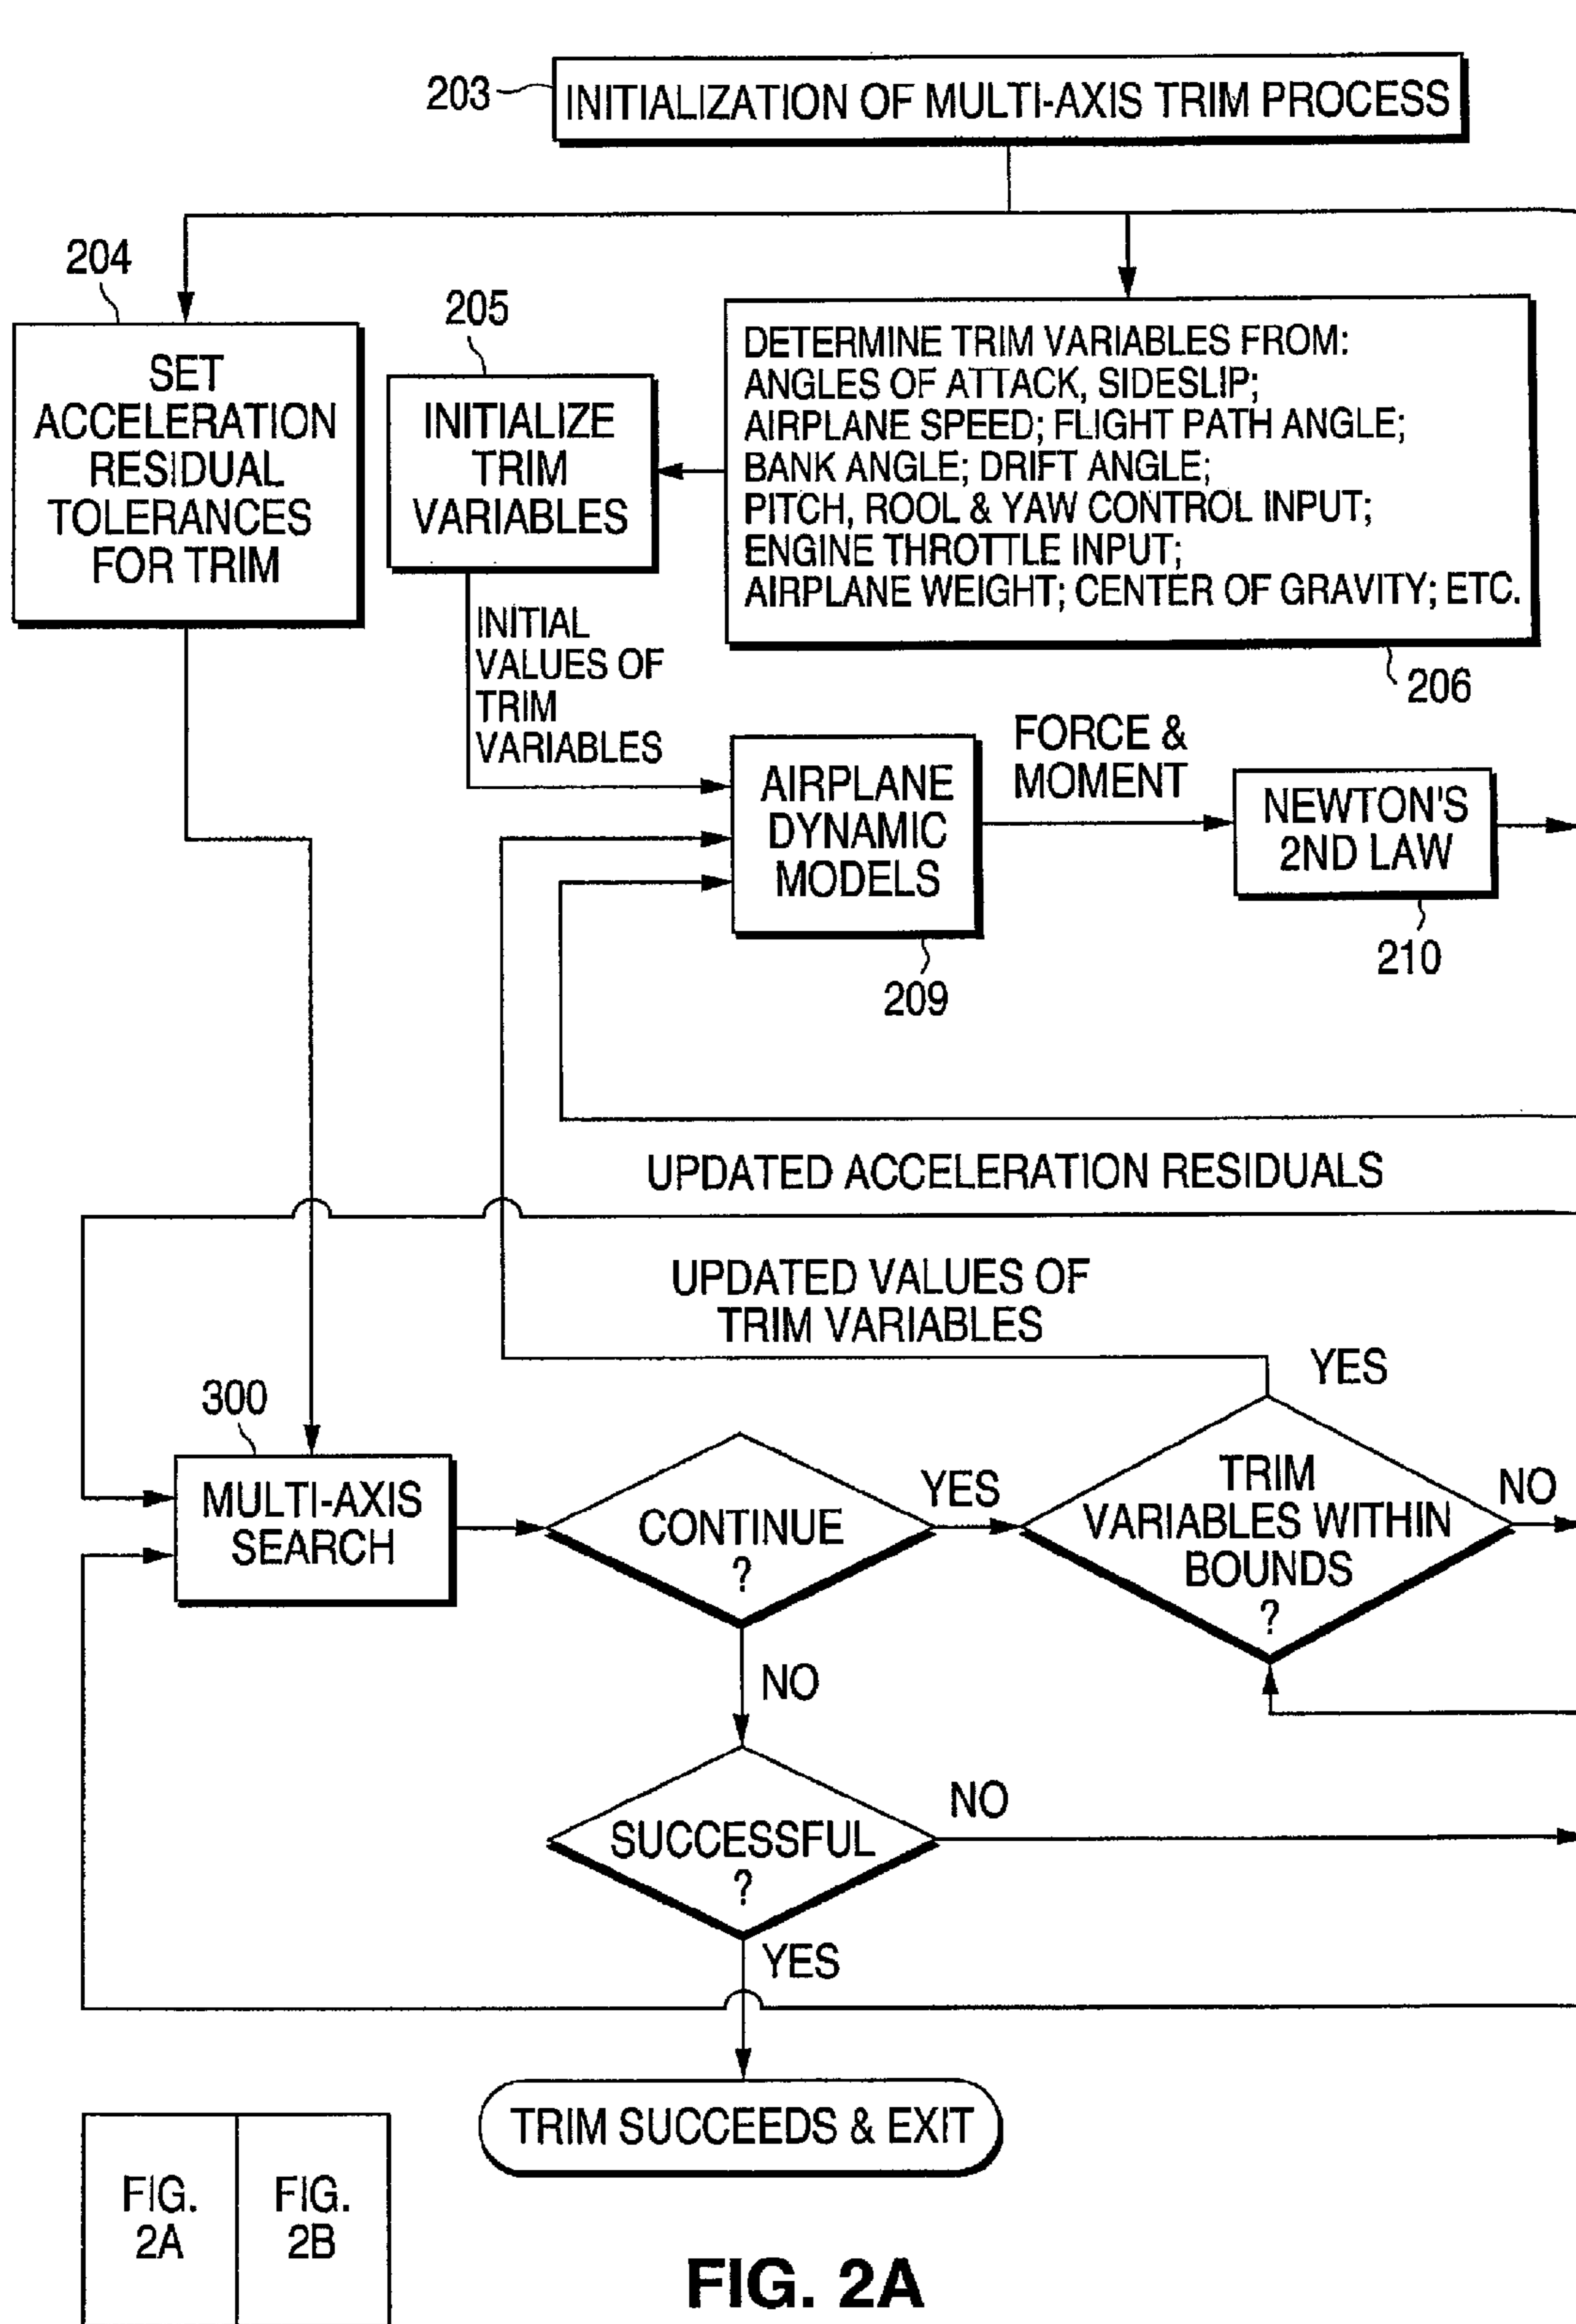 203
INITIALIZATION OF MULTI-AXIS TRIM PROCESS
204
SET
ACCELERATION
RESIDUAL
TOLERANCES
FOR TRIM
205
INITIALIZE
TRIM
VARIABLES
DETERMINE TRIM VARIABLES FROM:
ANGLES OF ATTACK, SIDESLIP;
AIRPLANE SPEED; FLIGHT PATH ANGLE;
BANK ANGLE; DRIFT ANGLE;
PITCH, ROOL & YAW CONTROL INPUT;
ENGINE THROTTLE INPUT;
AIRPLANE WEIGHT; CENTER OF GRAVITY; ETC.
206
INITIAL
VALUES OF
TRIM
VARIABLES
AIRPLANE
DYNAMIC
MODELS
209
FORCE &
MOMENT
NEWTON'S
2ND LAW
210
UPDATED ACCELERATION RESIDUALS
UPDATED VALUES OF
TRIM VARIABLES
300
MULTI-AXIS
SEARCH
CONTINUE
?
YES
TRIM
VARIABLES WITHIN
BOUNDS
?
YES
NO
NO
SUCCESSFUL
?
NO
YES
TRIM SUCCEEDS & EXIT
FIG.
2A
FIG.
2B
FIG. 2A